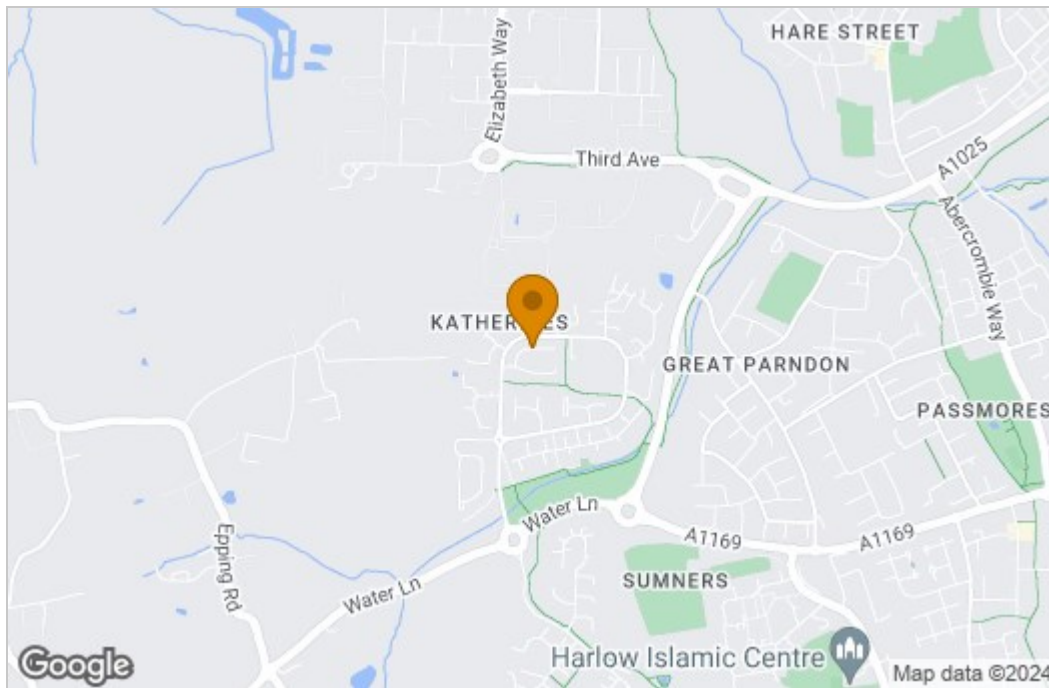 HARE STREET
Elizabeth Way
Third Ave
A1025
Abercrombie Way
GREAT PARNDON
PASSMORES
Epping Rd
Water Ln
A1169
A1169
SUMNERS
Water Ln
Harlow Islamic Centre
Google
Map data ©2024